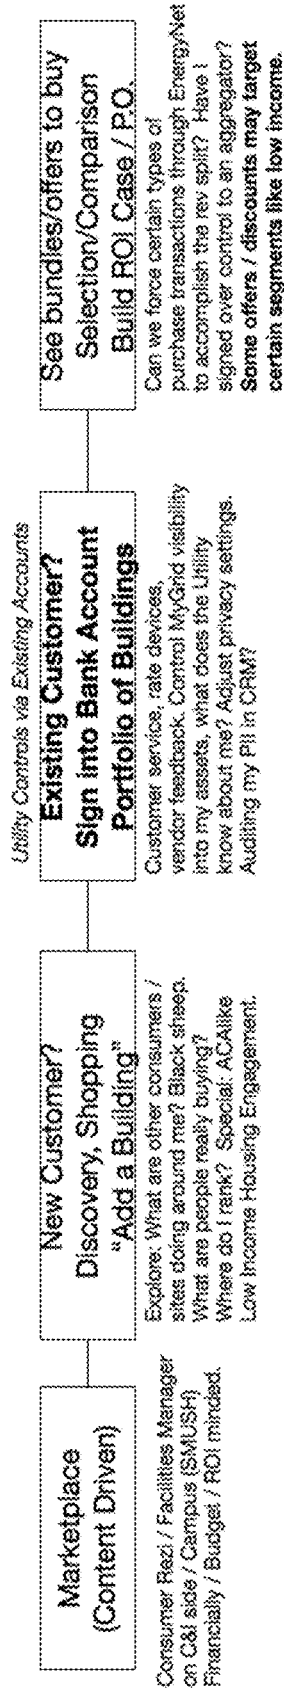 Marketplace
(Content Driven)
Consumer Rezi / Facilities Manager
on C&I side / Campus (SMUSH)
Financially / Budget / ROI minded.
New Customer?
Discovery, Shopping
"Add a Building"
Explore: What are other consumers /
sites doing around me? Black sheep.
What are people really buying?
Where do I rank? Special: ACAlike
Low Income Housing Engagement.
Utility Controls via Existing Accounts
Existing Customer?
Sign into Bank Account
Portfolio of Buildings
Customer service, rate devices,
vendor feedback. Control MyGrid visibility
into my assets, what does the Utility
know about me? Adjust privacy settings.
Auditing my PII in CRM?
See bundles/offers to buy
Selection/Comparison
Build ROI Case / P.O.
Can we force certain types of
purchase transactions through EnergyNet
to accomplish the rev split? Have I
signed over control to an aggregator?
Some offers / discounts may target
certain segments like low income.